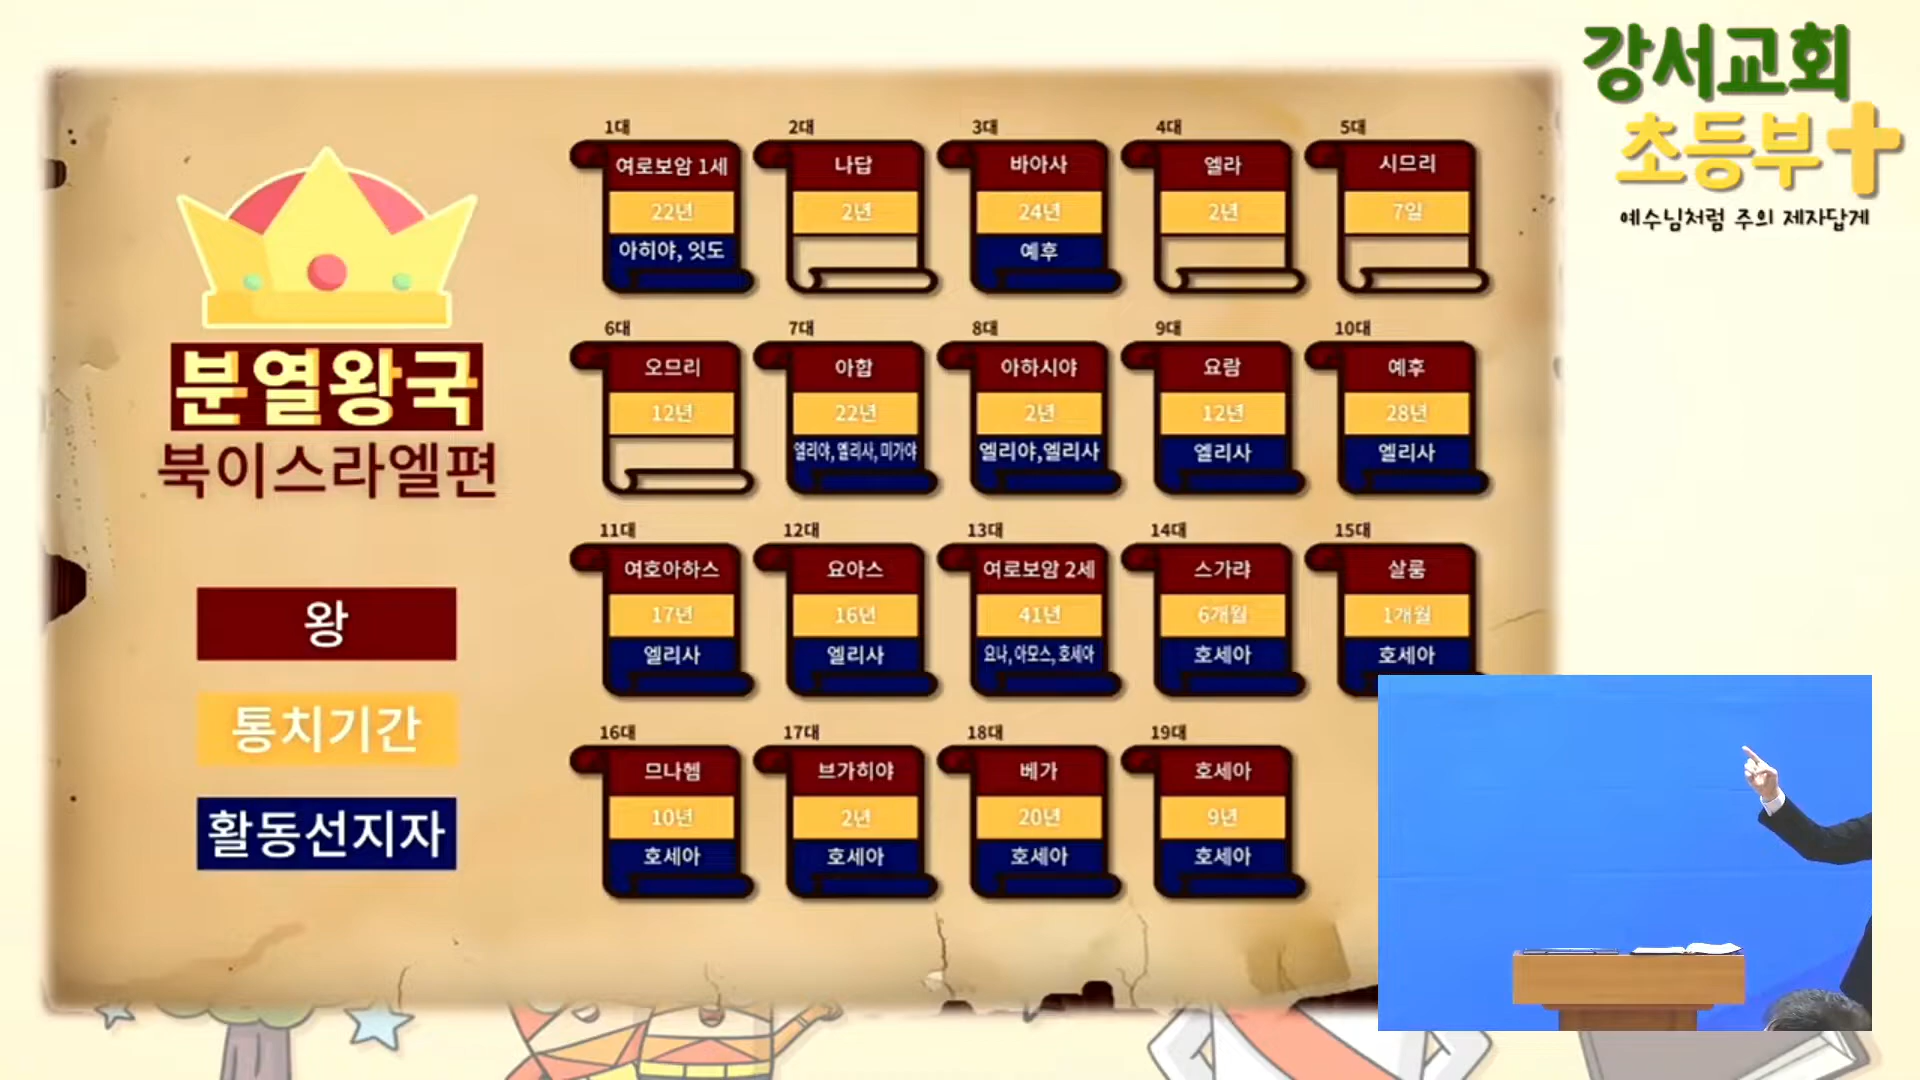 강서교회
초등부
예수님처럼 주의 제자답게
분열왕국
북이스라엘편
왕
통치기간
활동선지자
1대
여로보암 1세
22년
아히야, 잇도
2대
나답
2년
3대
바아사
24년
예후
4대
엘라
2년
5대
시므리
7일
6대
오므리
12년
7대
아합
22년
엘리야, 엘리사, 미가야
8대
아하시야
2년
엘리야,엘리사
9대
요람
12년
엘리사
10대
예후
28년
엘리사
11대
여호아하스
17년
엘리사
12대
요아스
16년
엘리사
13대
여로보암 2세
41년
요나, 아모스, 호세아
14대
스가랴
6개월
호세아
15대
살룸
1개월
호세아
16대
므나헴
10년
호세아
17대
브가히야
2년
호세아
18대
베가
20년
호세아
19대
호세아
9년
호세아